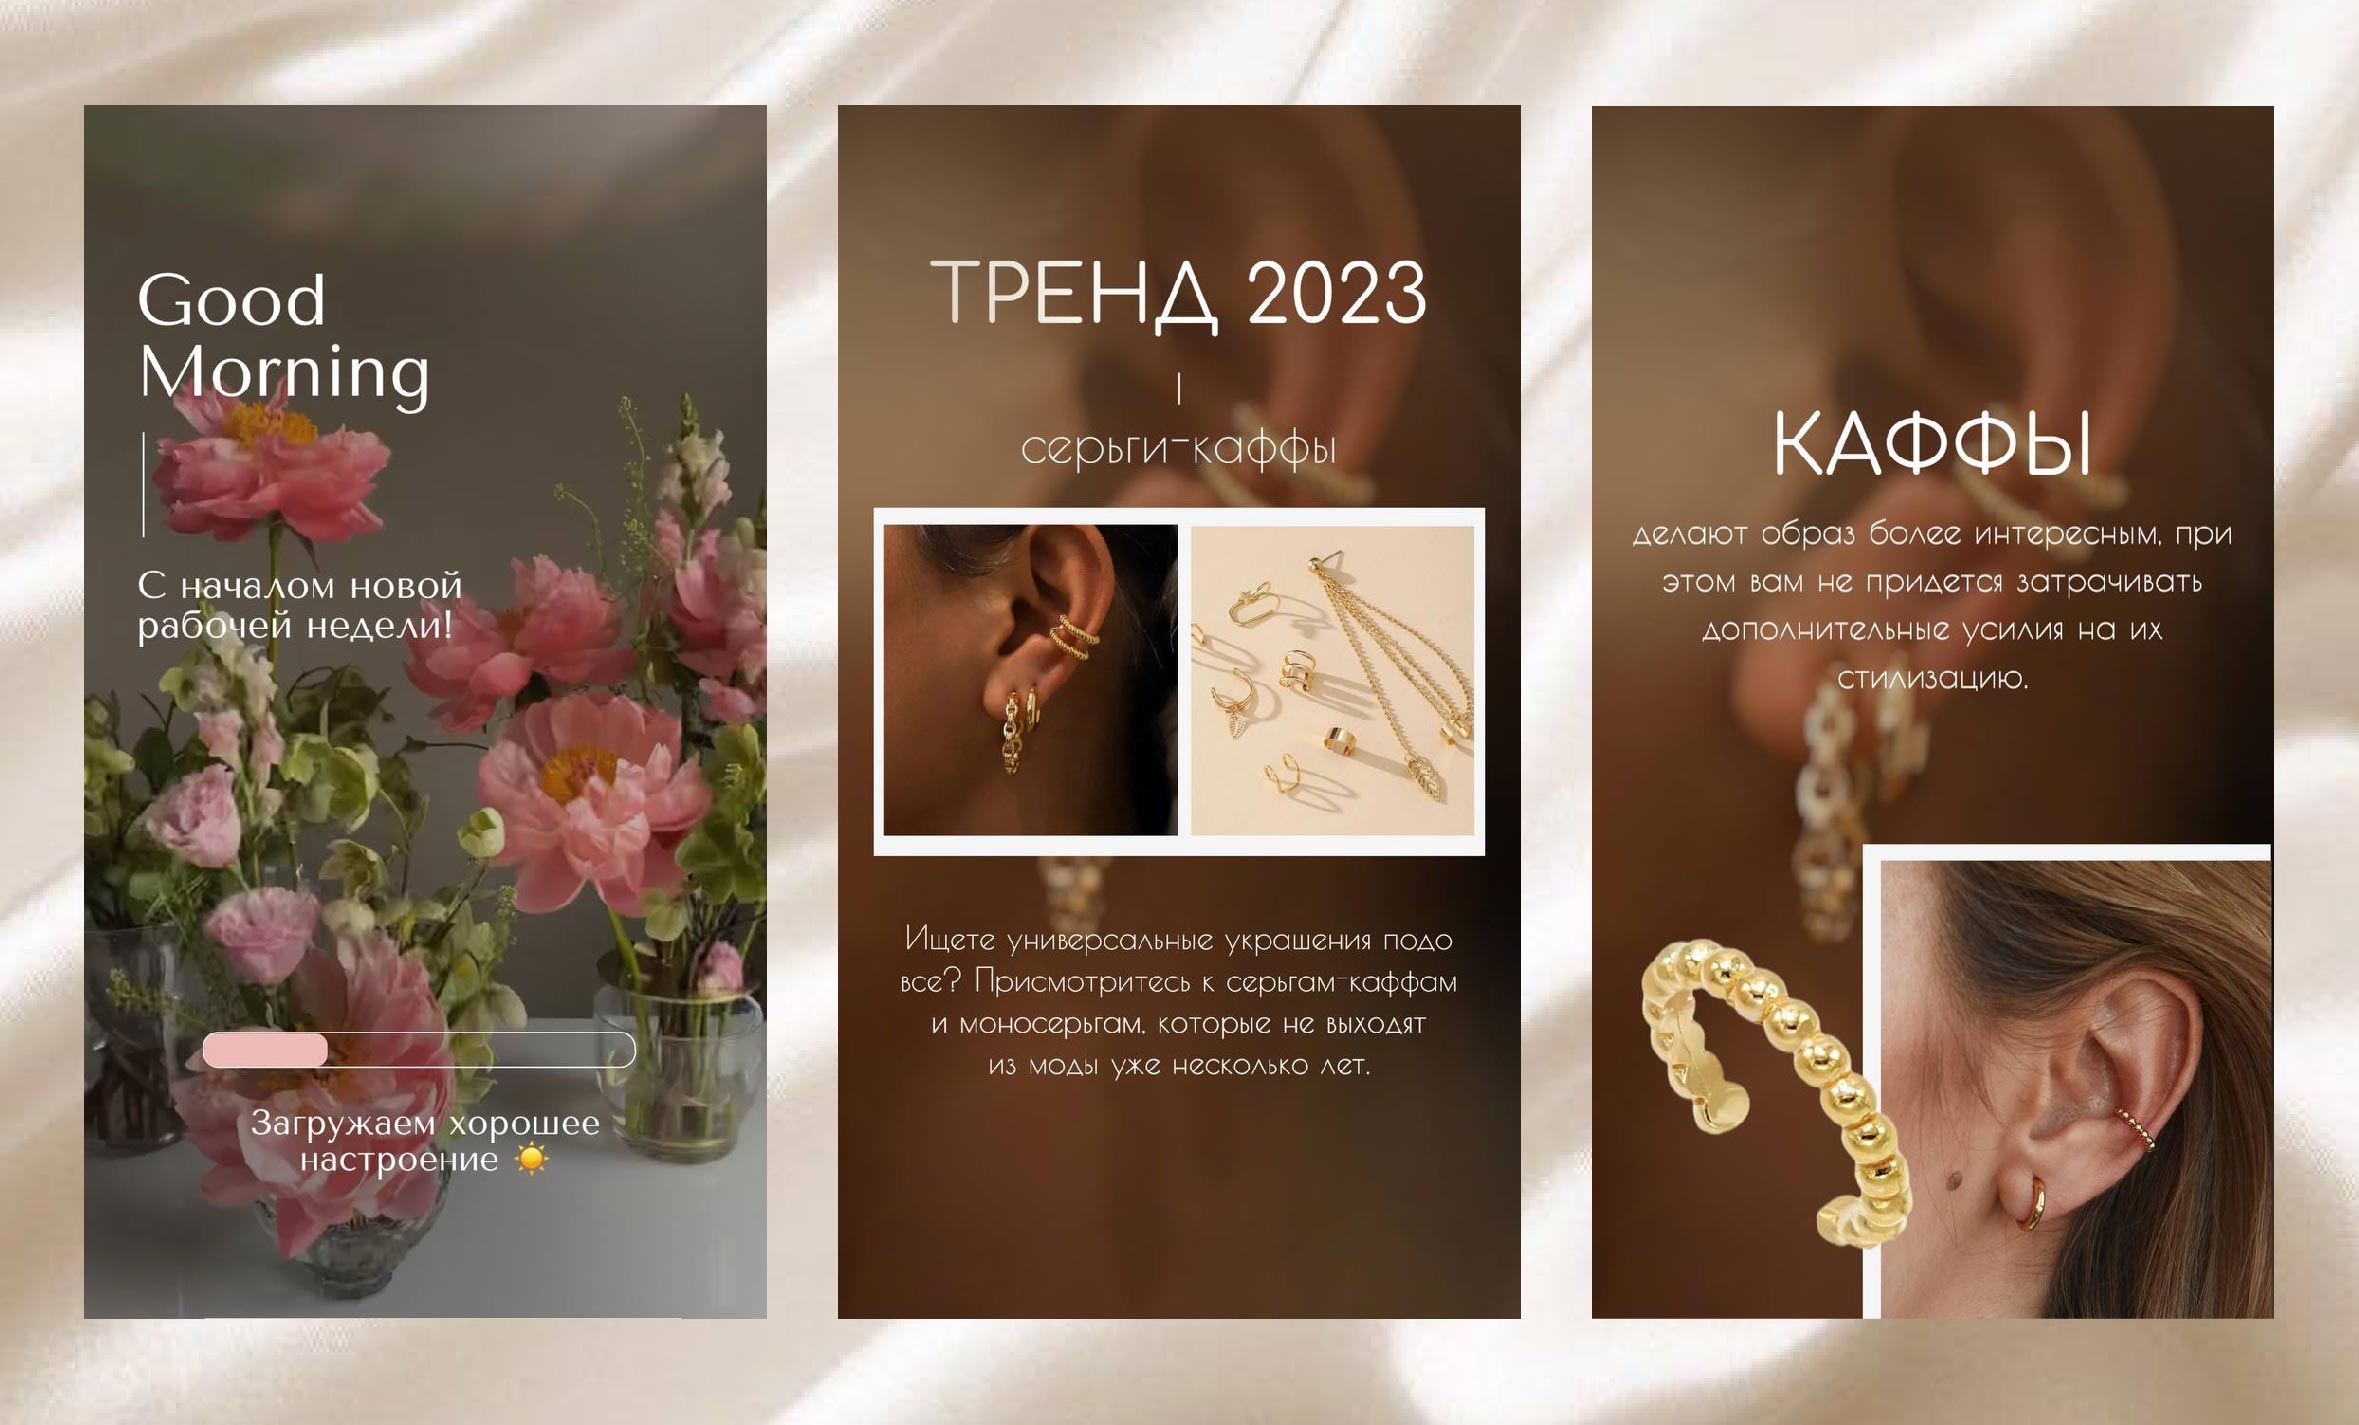 Good
Morning
С началом новой
рабочей недели!
Загружаем хорошее
настроение ☀️
ТРЕНД 2023
серьги-каффы
Ищете универсальные украшения подо
все? Присмотритесь к серьгам-каффам
и моносерьгам, которые не выходят
из моды уже несколько лет.
КАФФЫ
делают образ более интересным, при
этом вам не придется затрачивать
дополнительные усилия на их
стилизацию.